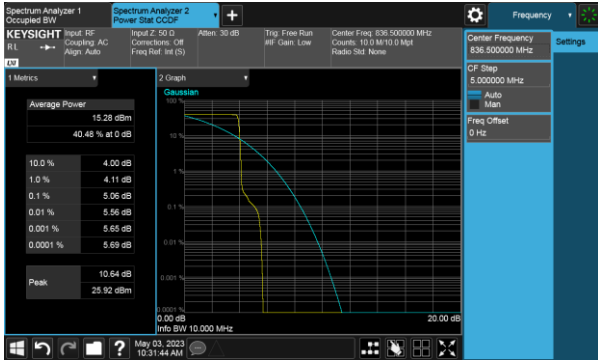 Spectrum Analyzer 1
Occupied BW
Spectrum Analyzer 2
Power Stat CCDF
+
Frequency
KEYSIGHT
RL
LXI
Input: RF
Coupling: AC
Align: Auto
Input Z: 50 Ω
Corrections: Off
Freq Ref: Int (S)
Atten: 30 dB
Trig: Free Run
#IF Gain: Low
Center Freq: 836.500000 MHz
Counts: 10.0 M/10.0 Mpt
Radio Std: None
Center Frequency
836.500000 MHz
Settings
CF Step
5.000000 MHz
Auto
Man
Freq Offset
0 Hz
1 Metrics
Average Power
15.28 dBm
40.46 % at 0 dB
10.0 % 4.00 dB
1.0 % 4.11 dB
0.1 % 5.06 dB
0.01 % 5.56 dB
0.001 % 5.65 dB
0.0001 % 5.69 dB
Peak
10.64 dB
25.92 dBm
2 Graph
Gaussian
100 %
10 %
1 %
0.1 %
0.01 %
0.001 %
0.0001 %
0.00 dB
20.00 dB
Info BW 10.000 MHz
?
May 03, 2023
10:31:44 AM